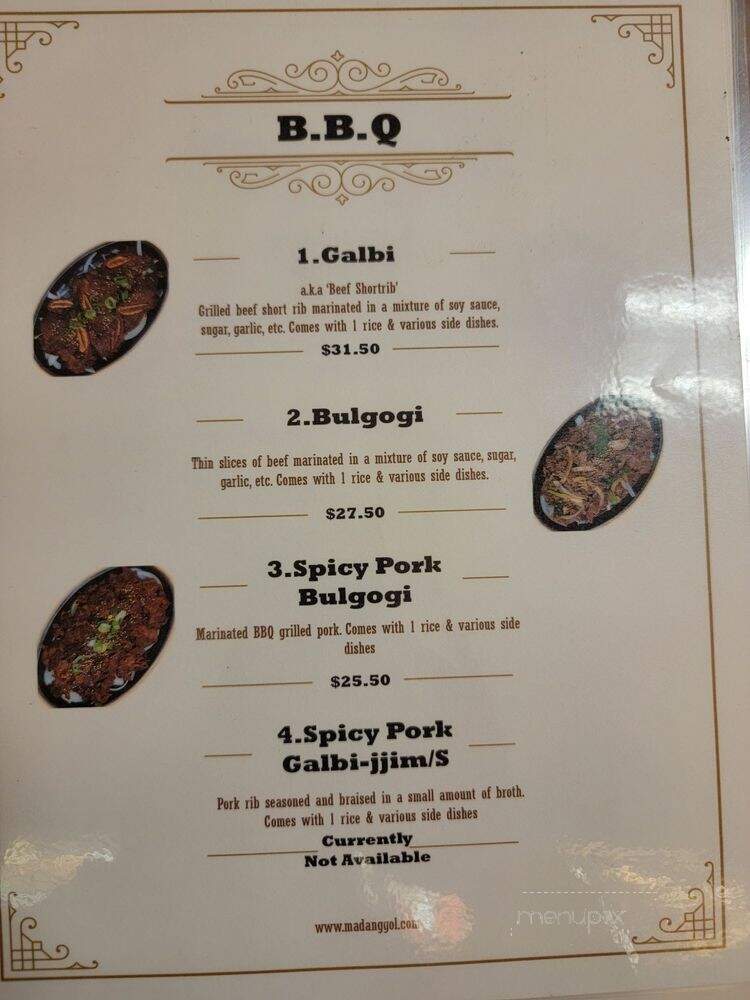 B.B.Q
1.Galbi
a.k.a 'Beef Shortrib'
Grilled beef short rib marinated in a mixture of soy sauce,
sugar, garlic, etc. Comes with 1 rice & various side dishes.
$31.50
2.Bulgogi
Thin slices of beef marinated in a mixture of soy sauce, sugar,
garlic, etc. Comes with 1 rice & various side dishes.
$27.50
3.Spicy Pork
Bulgogi
Marinated BBQ grilled pork. Comes with 1 rice & various side
dishes
$25.50
4.Spicy Pork
Galbi-jjim/S
Pork rib seasoned and braised in a small amount of broth.
Comes with 1 rice & various side dishes
Currently
Not Available
www.madangyol.com
menupix